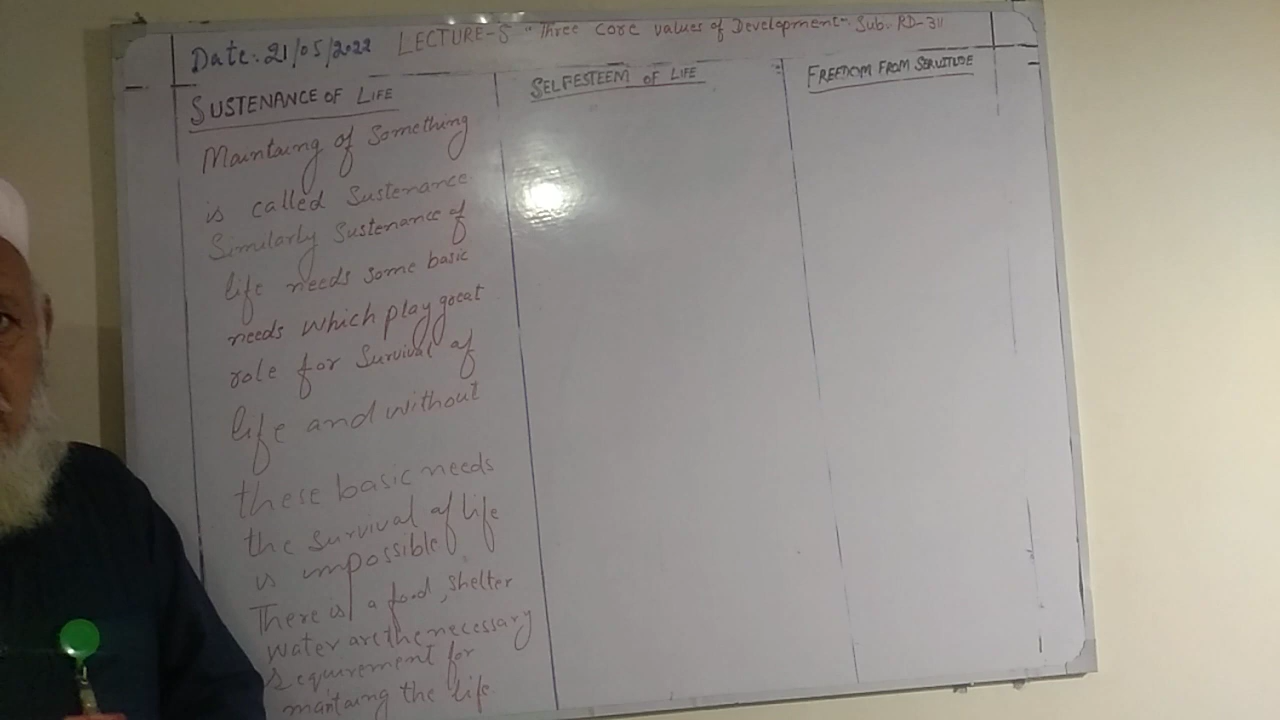 Date: 21/05/2022 LECTURE-5 "Three core values of Development" Sub. RD-311
SUSTENANCE OF LIFE
Maintaing of Something
is called Sustenance.
Similarly Sustenance of
life needs some basic
needs which play great
role for Survival of
life and without
these basic needs
the survival of life
is impossible
There is a food, shelter
water are the necessary
requirement for
maintaing the life
SELFESTEEM OF LIFE
FREEDOM FROM SERVITUDE